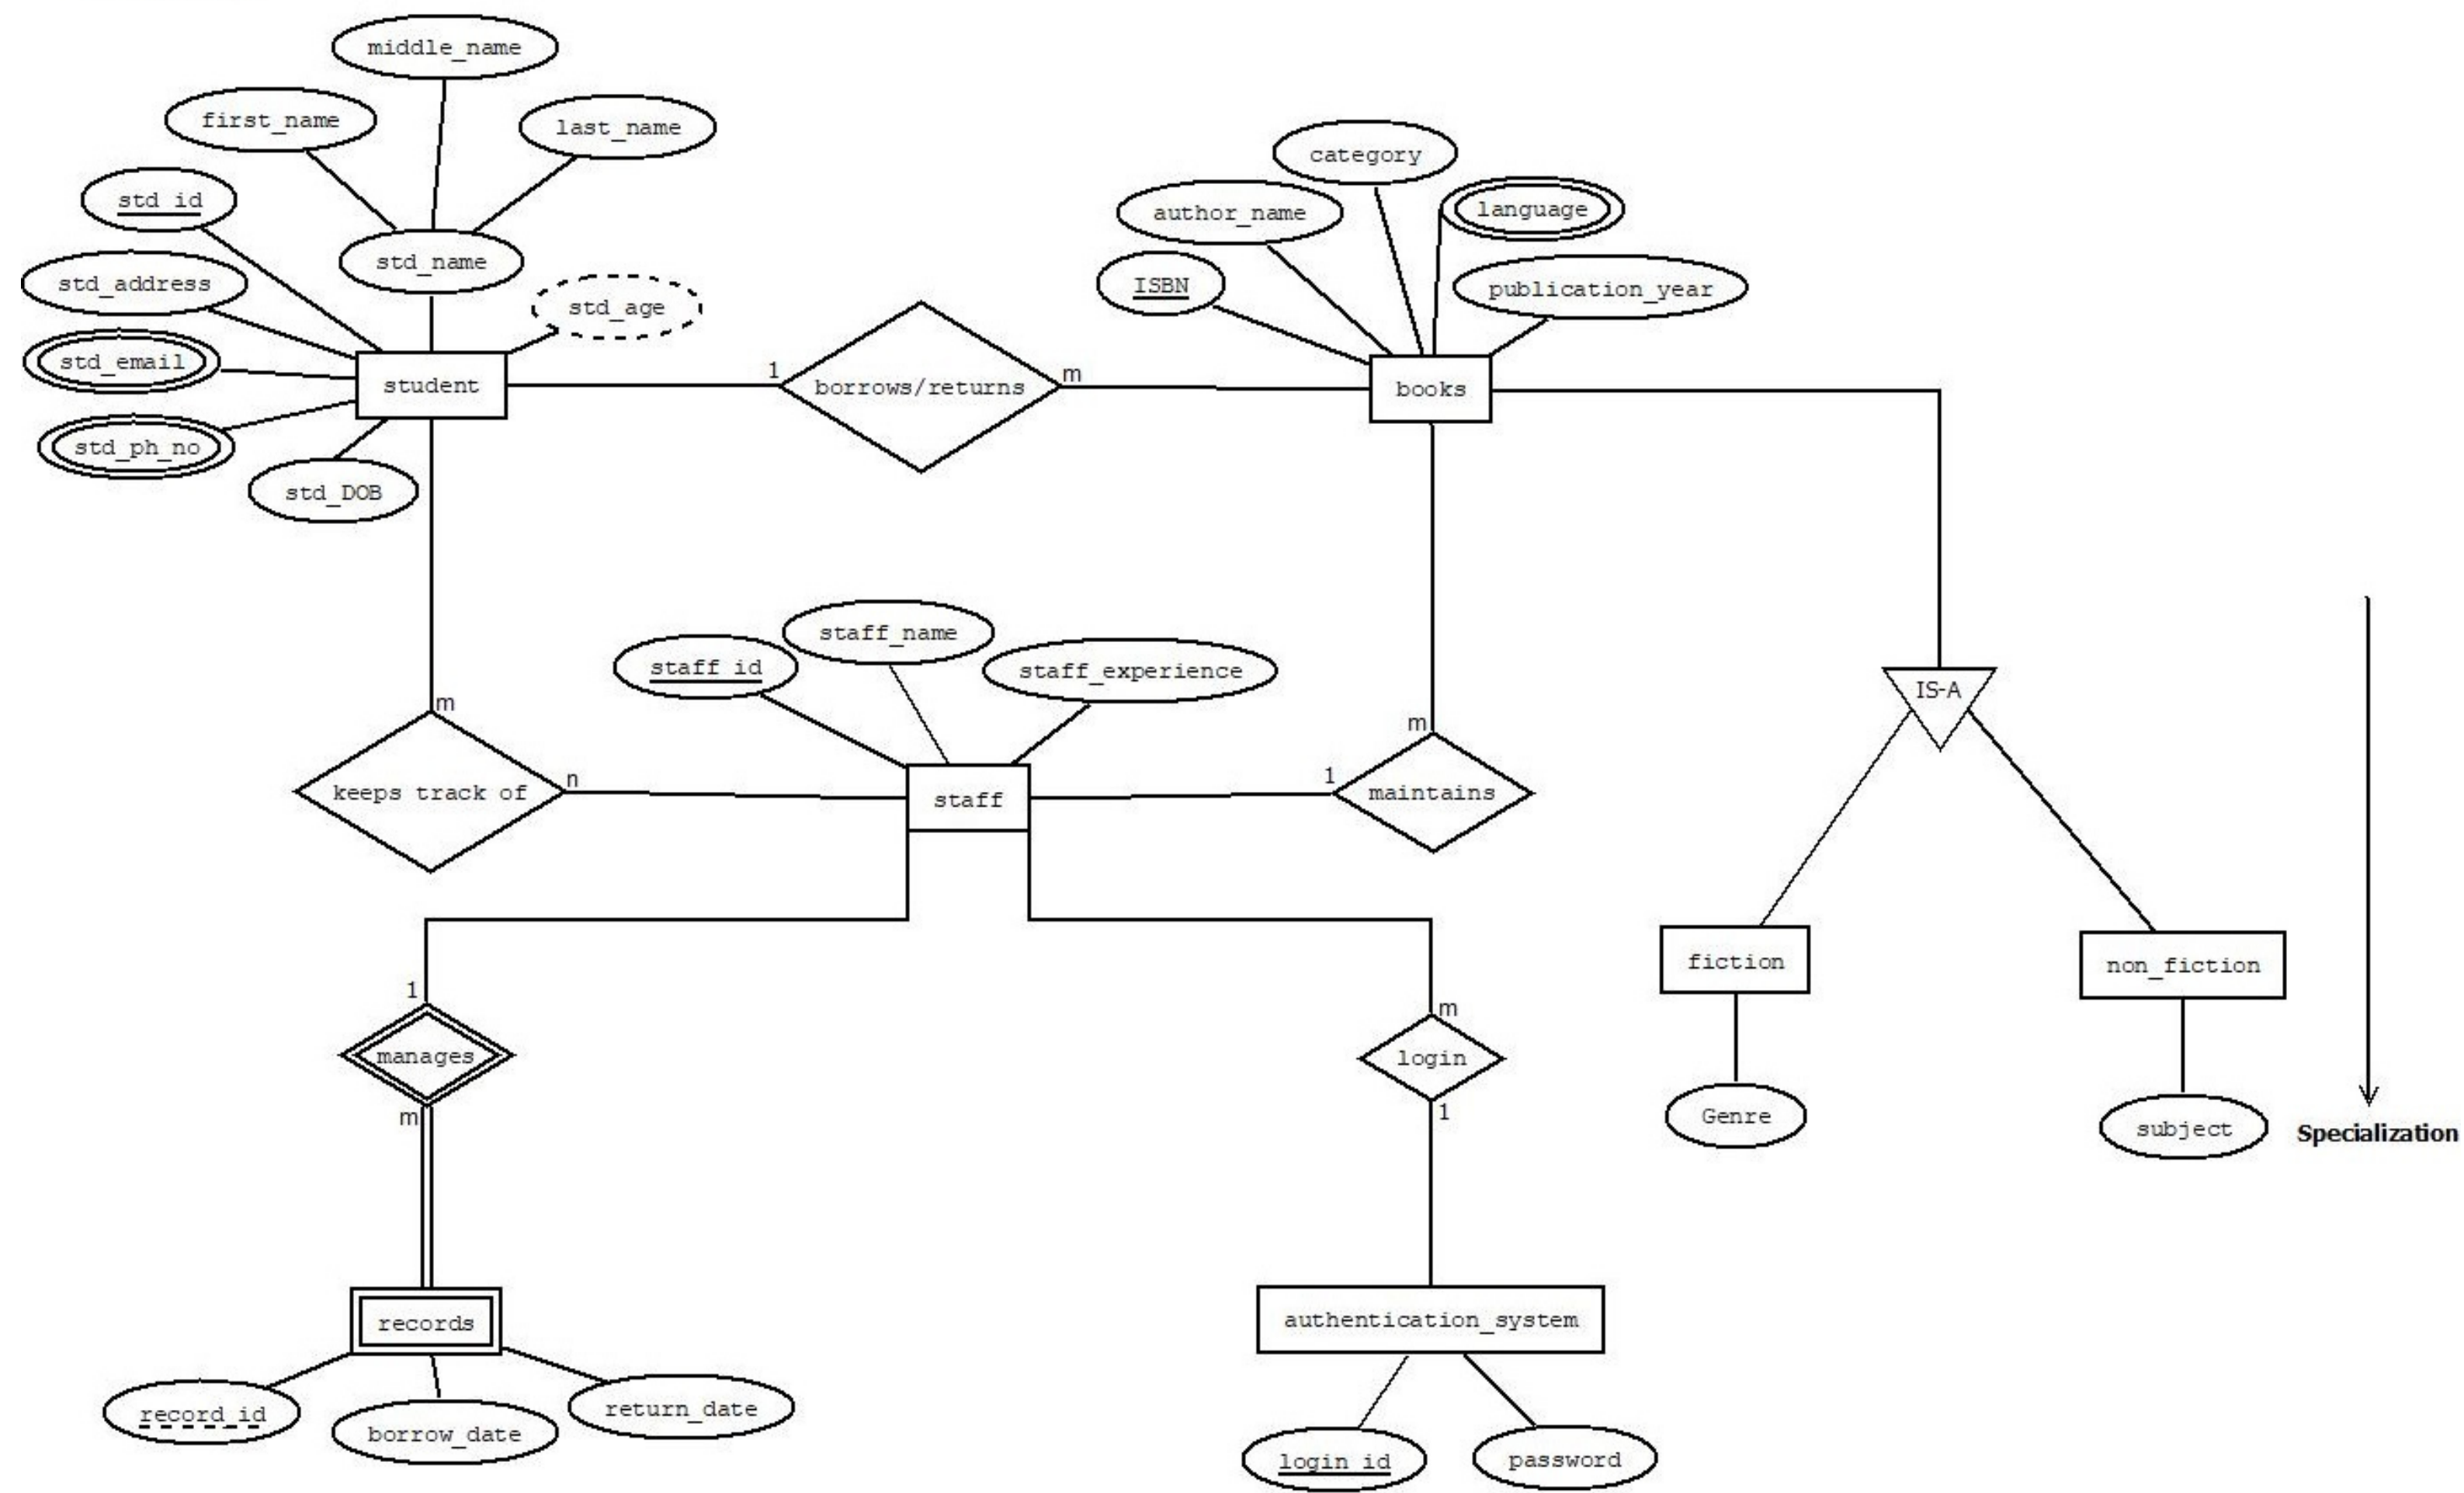 middle_name
first_name
last_name
std_id
std_name
std_address
std_age
std_email
student
std_ph_no
std_DOB
1
borrows/returns
m
category
author_name
language
ISBN
publication_year
books
m
keeps track of
n
staff_id
staff_name
staff_experience
staff
m
1
maintains
IS-A
fiction
non_fiction
Genre
subject
Specialization
1
manages
m
records
record_id
borrow_date
return_date
m
login
1
authentication_system
login_id
password